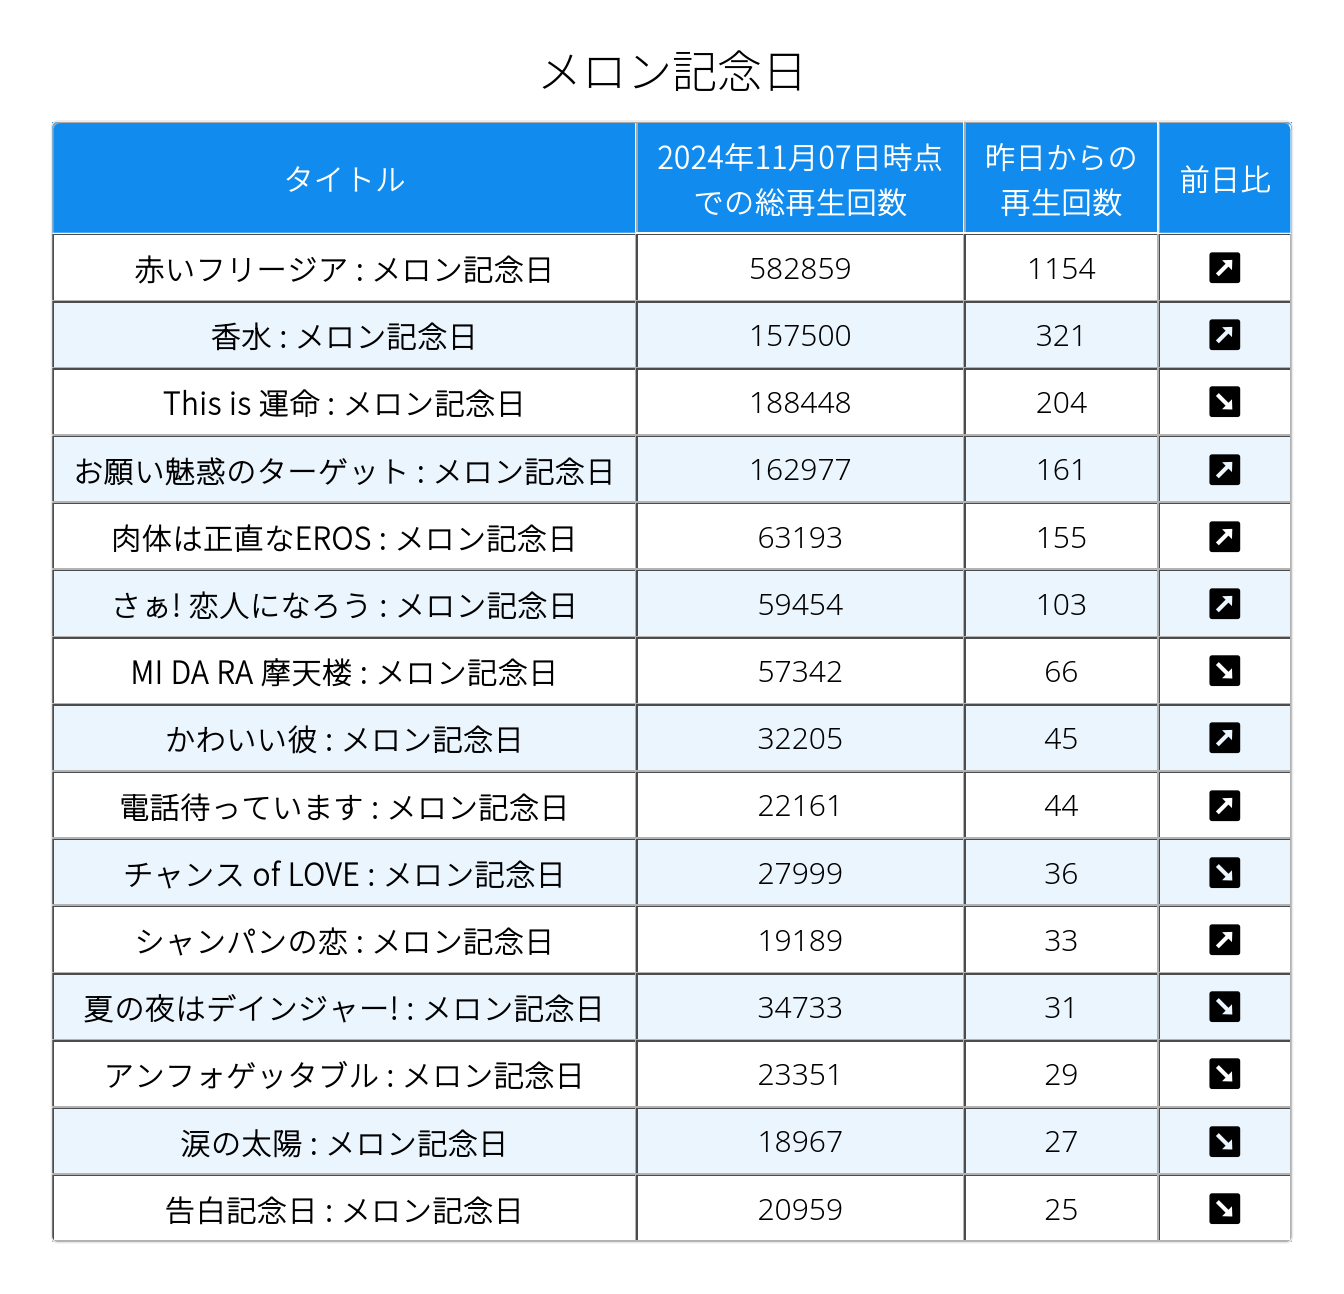 メロン記念日
タイトル
2024年11月07日時点
での総再生回数
昨日からの
再生回数
前日比
赤いフリージア : メロン記念日 582859 1154 ↗
香水 : メロン記念日 157500 321 ↗
This is 運命 : メロン記念日 188448 204 ↘
お願い魅惑のターゲット : メロン記念日 162977 161 ↗
肉体は正直なEROS : メロン記念日 63193 155 ↗
さぁ! 恋人になろう : メロン記念日 59454 103 ↗
MI DA RA 摩天楼 : メロン記念日 57342 66 ↘
かわいい彼 : メロン記念日 32205 45 ↗
電話待っています : メロン記念日 22161 44 ↗
チャンス of LOVE : メロン記念日 27999 36 ↘
シャンパンの恋 : メロン記念日 19189 33 ↗
夏の夜はデインジャー! : メロン記念日 34733 31 ↘
アンフォゲッタブル : メロン記念日 23351 29 ↘
涙の太陽 : メロン記念日 18967 27 ↘
告白記念日 : メロン記念日 20959 25 ↘